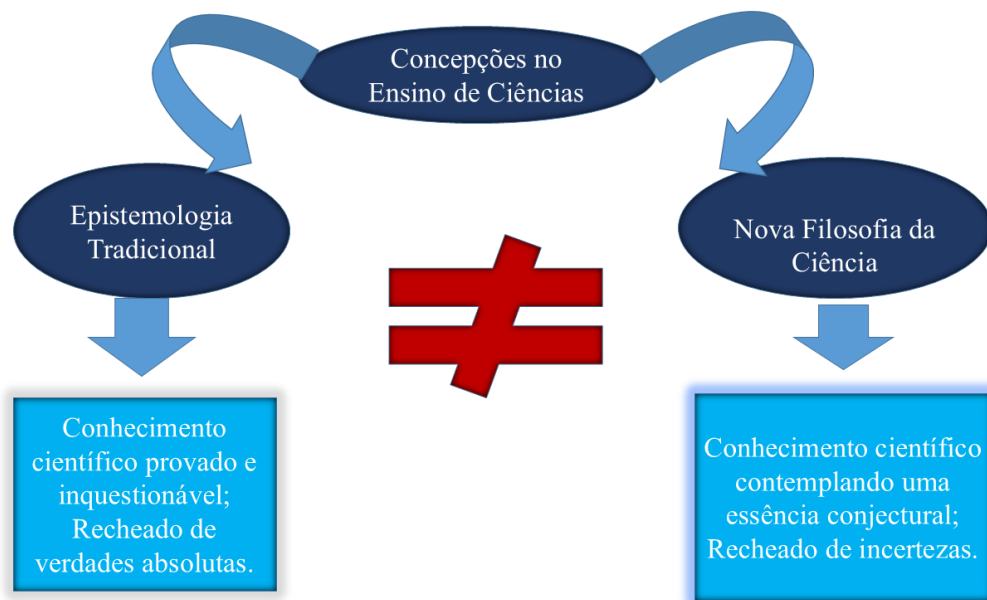 Concepções no
Ensino de Ciências
Epistemologia
Tradicional
Nova Filosofia da
Ciência
Conhecimento
científico provado e
inquestionável;
Recheado de
verdades absolutas.
Conhecimento científico
contemplando uma
essência conjectural;
Recheado de incertezas.